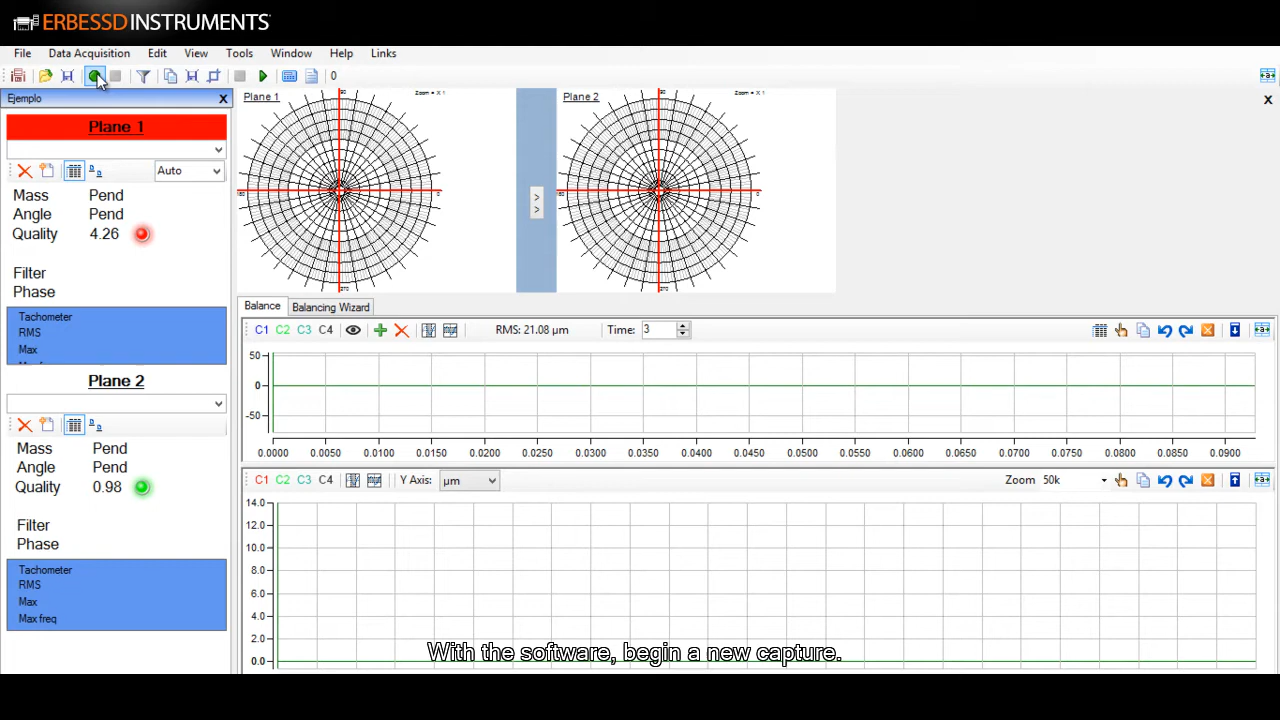 ERBESSD INSTRUMENTS
File Data Acquisition Edit View Tools Window Help Links
0
Ejemplo X
Plane 1
Auto
Mass Pend
Angle Pend
Quality 4.26
Filter
Phase
Tachometer
RMS
Max
Plane 2
Mass Pend
Angle Pend
Quality 0.98
Filter
Phase
Tachometer
RMS
Max
Max freq
Plane 1 Zoom = X 1
Plane 2 Zoom = X 1
X
>
>
Balance Balancing Wizard
C1 C2 C3 C4 RMS: 21.08 µm Time: 3
50
0
-50
0.0000 0.0050 0.0100 0.0150 0.0200 0.0250 0.0300 0.0350 0.0400 0.0450 0.0500 0.0550 0.0600 0.0650 0.0700 0.0750 0.0800 0.0850 0.0900
C1 C2 C3 C4 Y Axis: µm Zoom 50k
14.0
12.0
10.0
8.0
6.0
4.0
2.0
0.0
With the software, begin a new capture.